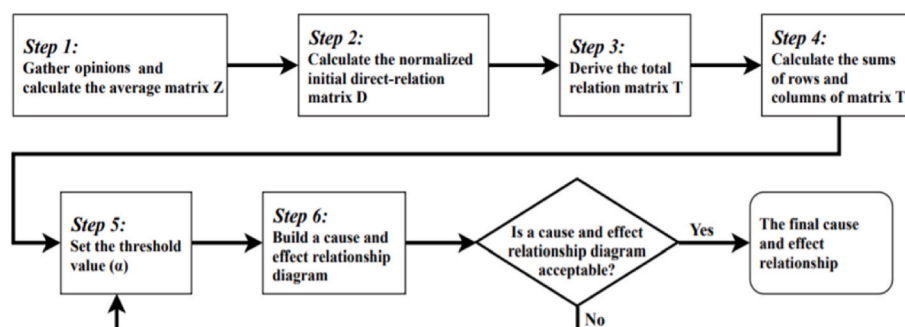 Step 1:
Gather opinions and
calculate the average matrix Z
Step 2:
Calculate the normalized
initial direct-relation
matrix D
Step 3:
Derive the total
relation matrix T
Step 4:
Calculate the sums
of rows and
columns of matrix T
Step 5:
Set the threshold
value (α)
Step 6:
Build a cause and
effect relationship
diagram
Is a cause and effect
relationship diagram
acceptable?
Yes
The final cause
and effect
relationship
No